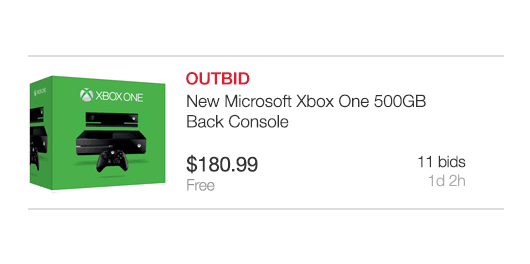 OUTBID
New Microsoft Xbox One 500GB
Back Console
$180.99
11 bids
Free
1d 2h
XBOX ONE